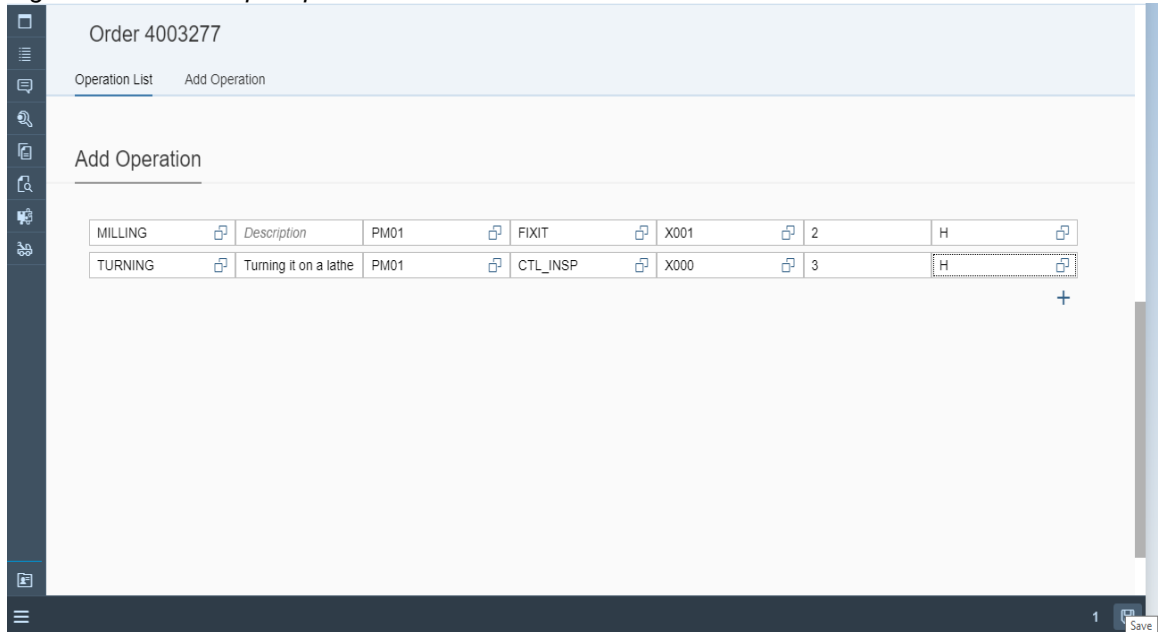 Order 4003277
Operation List Add Operation
Add Operation
MILLING Description PM01 FIXIT X001 2 H
TURNING Turning it on a lathe PM01 CTL_INSP X000 3 H
+
1
Save